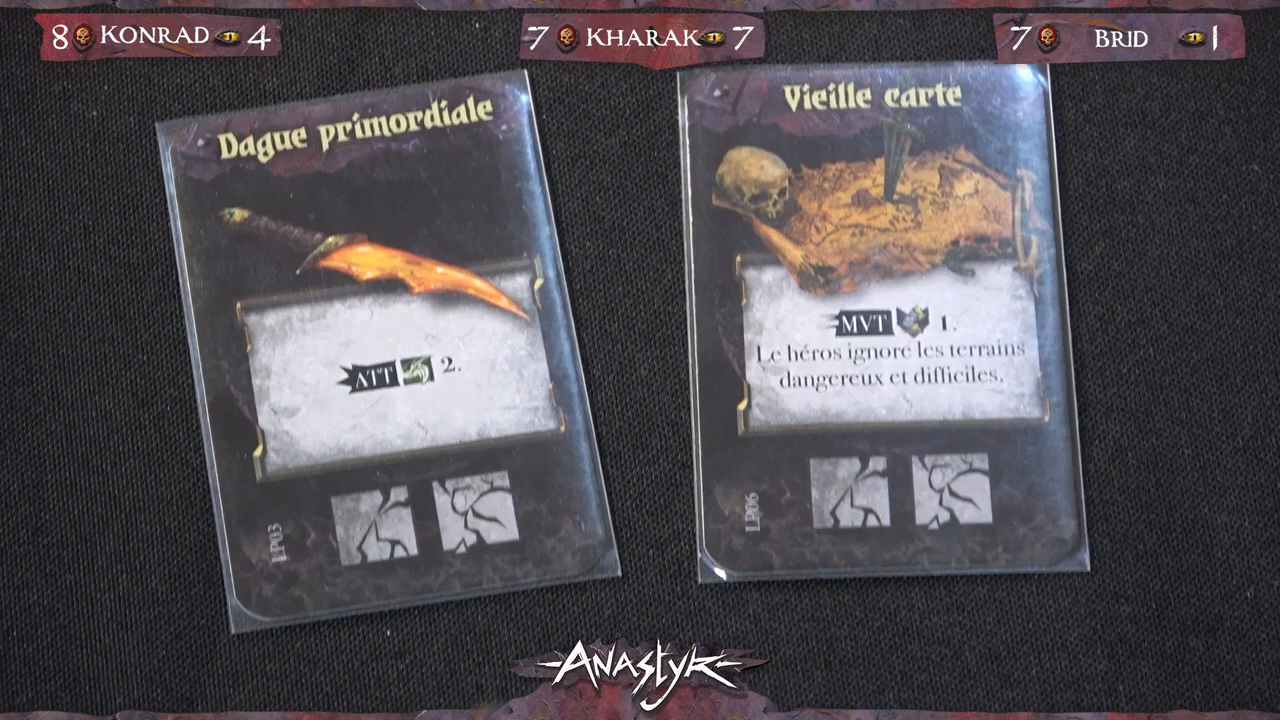 8 KONRAD 4
7 KHARAK 7
7 BRID 1
Dague primordiale
ATT 2.
LP03
Vieille carte
MVT 1.
Le héros ignore les terrains
dangereux et difficiles.
LP06
ANASTYR